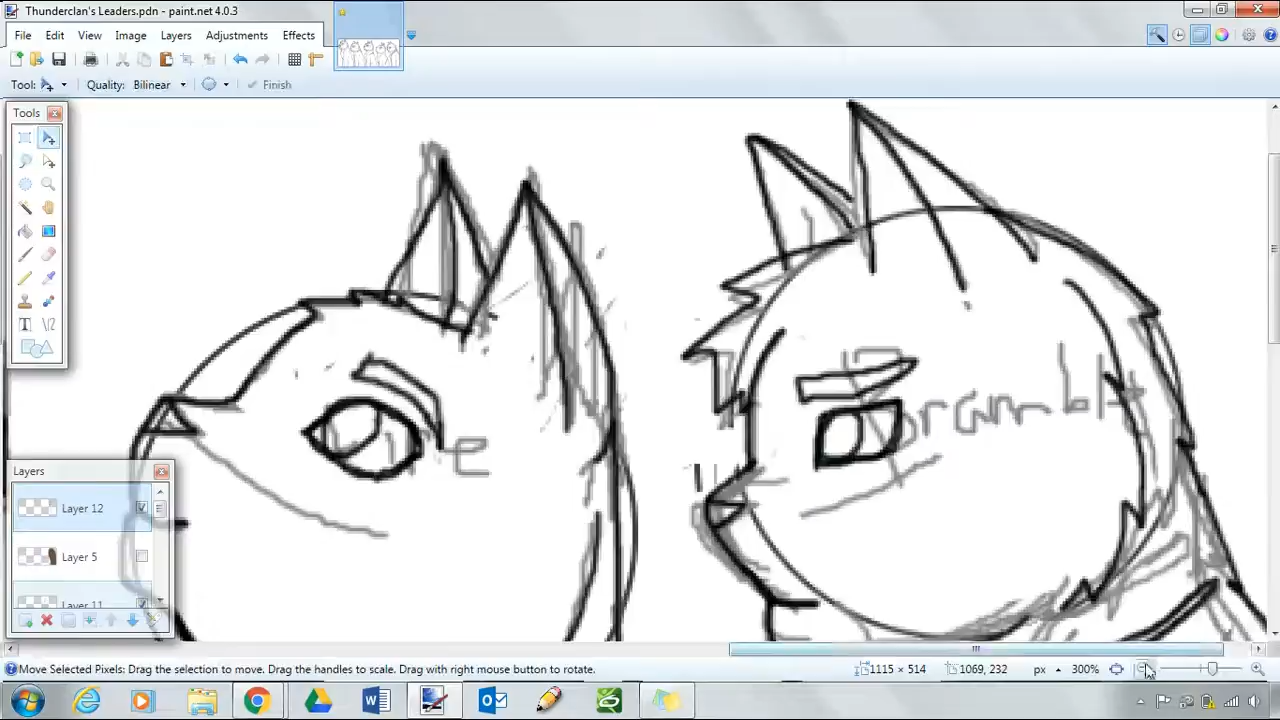 Thunderclan's Leaders.pdn - paint.net 4.0.3
File Edit View Image Layers Adjustments Effects
Tool: Quality: Bilinear Finish
Tools
e
Layers
Layer 12
Layer 5
Layer 11
Move Selected Pixels: Drag the selection to move. Drag the handles to scale. Drag with right mouse button to rotate. 1115 × 514 1069, 232 px 300%